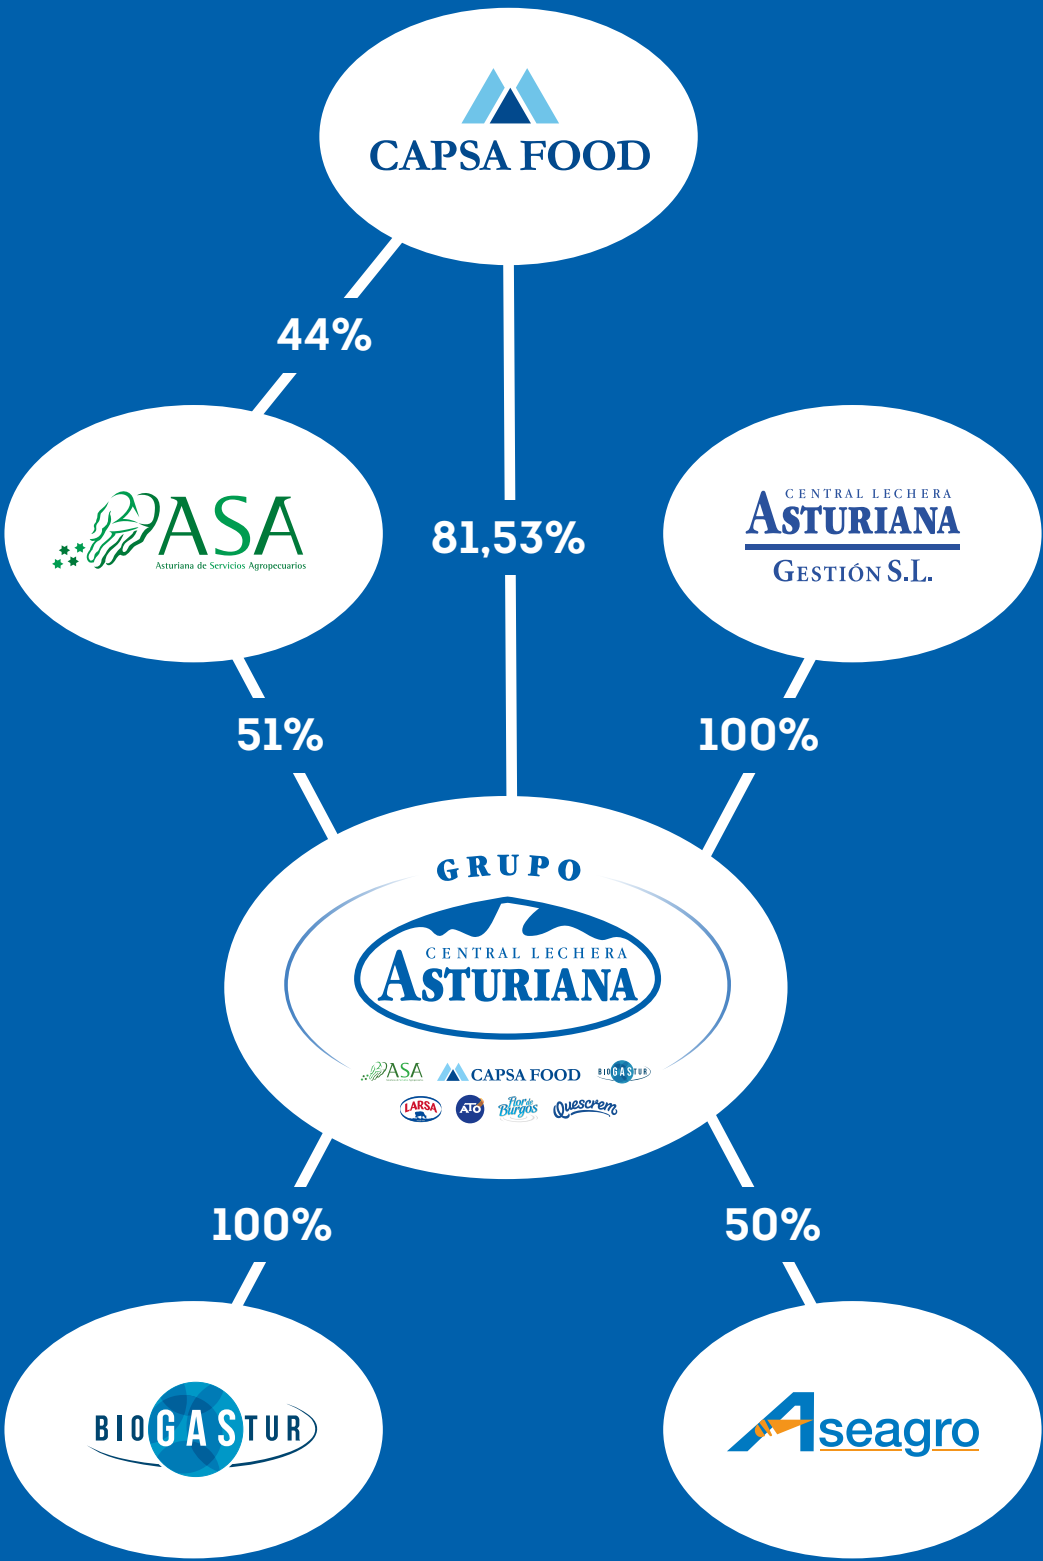 CAPSA FOOD
44%
ASA
Asturiana de Servicios Agropecuarios
81,53%
CENTRAL LECHERA
ASTURIANA
GESTIÓN S.L.
51%
100%
GRUPO
CENTRAL LECHERA
ASTURIANA
ASA
CAPSA FOOD
BIOGASTUR
LARSA
ATO
Flor de
Burgos
Quescrem
100%
50%
BIOGASTUR
Aseagro